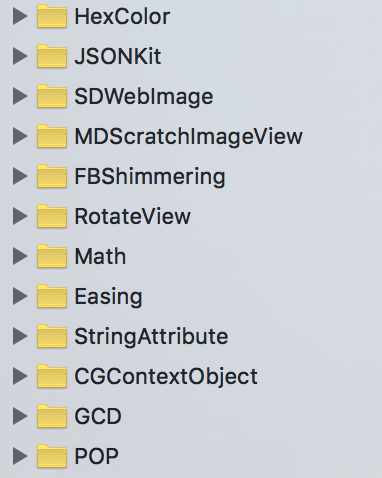 HexColor
JSONKit
SDWebImage
MDScratchImageView
FBShimmering
RotateView
Math
Easing
StringAttribute
CGContextObject
GCD
POP